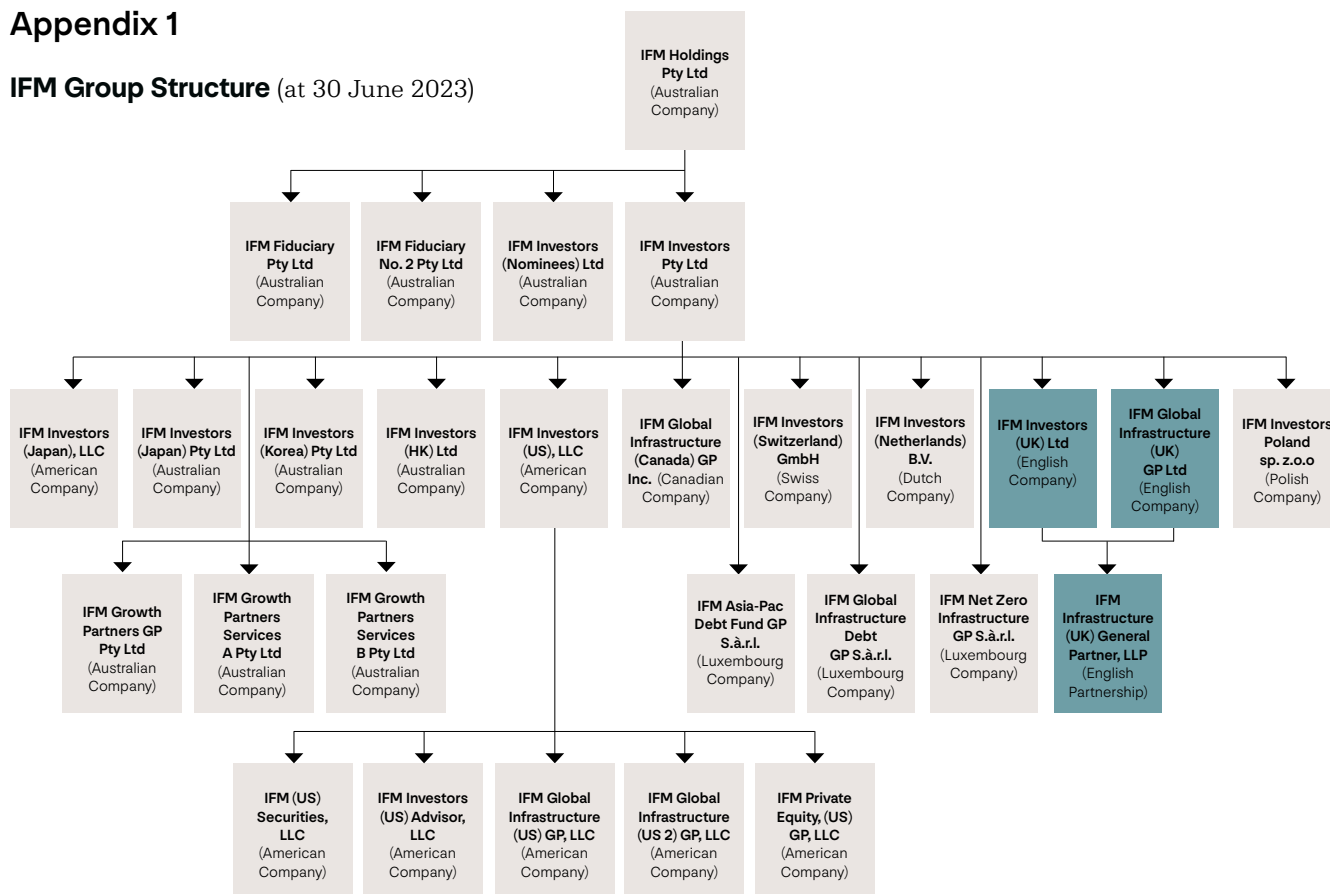 Appendix 1
IFM Group Structure (at 30 June 2023)
IFM Holdings
Pty Ltd
(Australian
Company)
IFM Fiduciary
Pty Ltd
(Australian
Company)
IFM Fiduciary
No. 2 Pty Ltd
(Australian
Company)
IFM Investors
(Nominees) Ltd
(Australian
Company)
IFM Investors
Pty Ltd
(Australian
Company)
IFM Investors
(Japan), LLC
(American
Company)
IFM Investors
(Japan) Pty Ltd
(Australian
Company)
IFM Investors
(Korea) Pty Ltd
(Australian
Company)
IFM Investors
(HK) Ltd
(Australian
Company)
IFM Investors
(US), LLC
(American
Company)
IFM Global
Infrastructure
(Canada) GP
Inc. (Canadian
Company)
IFM Investors
(Switzerland)
GmbH
(Swiss
Company)
IFM Investors
(Netherlands)
B.V.
(Dutch
Company)
IFM Investors
(UK) Ltd
(English
Company)
IFM Global
Infrastructure
(UK)
GP Ltd
(English
Company)
IFM Investors
Poland
sp. z.o.o
(Polish
Company)
IFM Growth
Partners GP
Pty Ltd
(Australian
Company)
IFM Growth
Partners
Services
A Pty Ltd
(Australian
Company)
IFM Growth
Partners
Services
B Pty Ltd
(Australian
Company)
IFM Asia-Pac
Debt Fund GP
S.à.r.l.
(Luxembourg
Company)
IFM Global
Infrastructure
Debt
GP S.à.r.l.
(Luxembourg
Company)
IFM Net Zero
Infrastructure
GP S.à.r.l.
(Luxembourg
Company)
IFM
Infrastructure
(UK) General
Partner, LLP
(English
Partnership)
IFM (US)
Securities,
LLC
(American
Company)
IFM Investors
(US) Advisor,
LLC
(American
Company)
IFM Global
Infrastructure
(US) GP, LLC
(American
Company)
IFM Global
Infrastructure
(US 2) GP, LLC
(American
Company)
IFM Private
Equity, (US)
GP, LLC
(American
Company)